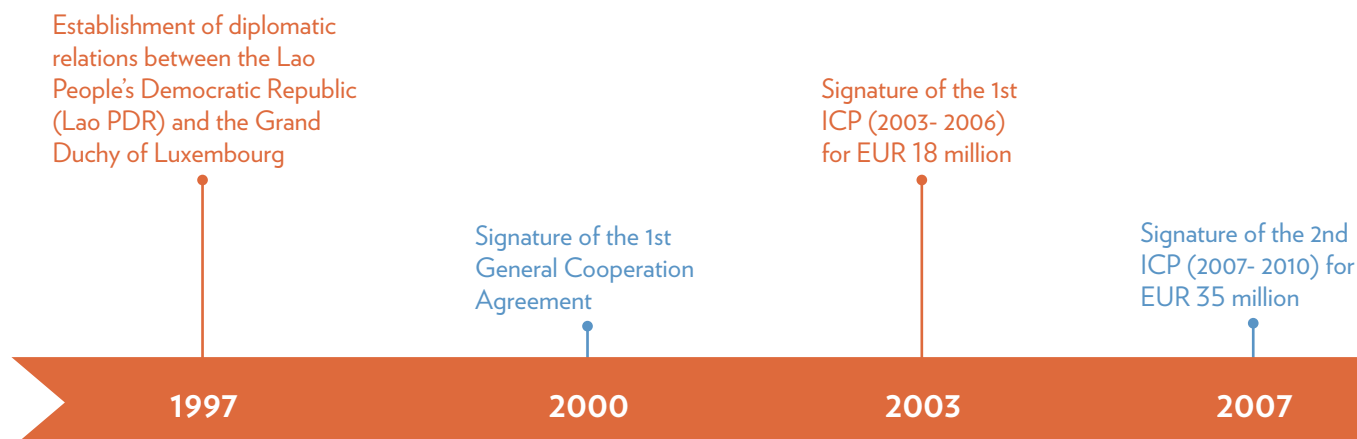 Establishment of diplomatic
relations between the Lao
People's Democratic Republic
(Lao PDR) and the Grand
Duchy of Luxembourg
Signature of the 1st
General Cooperation
Agreement
Signature of the 1st
ICP (2003- 2006)
for EUR 18 million
Signature of the 2nd
ICP (2007- 2010) for
EUR 35 million
1997
2000
2003
2007